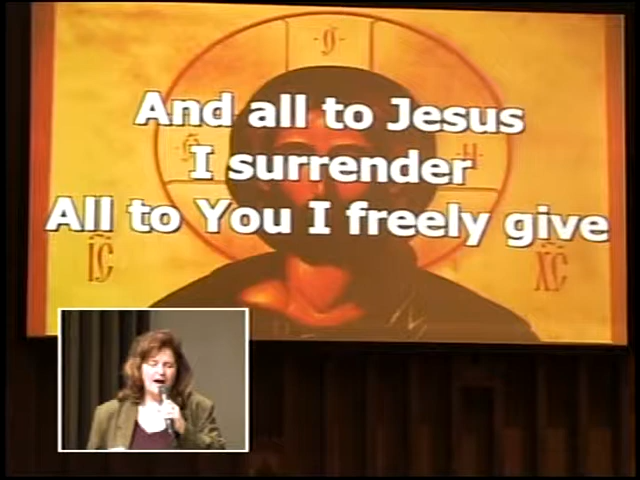 And all to Jesus
I surrender
All to You I freely give
IC
XC